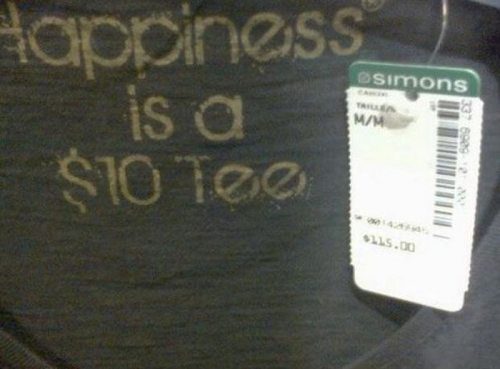 Happiness®
is a
$10 Tee
simons
M/M
$115.00